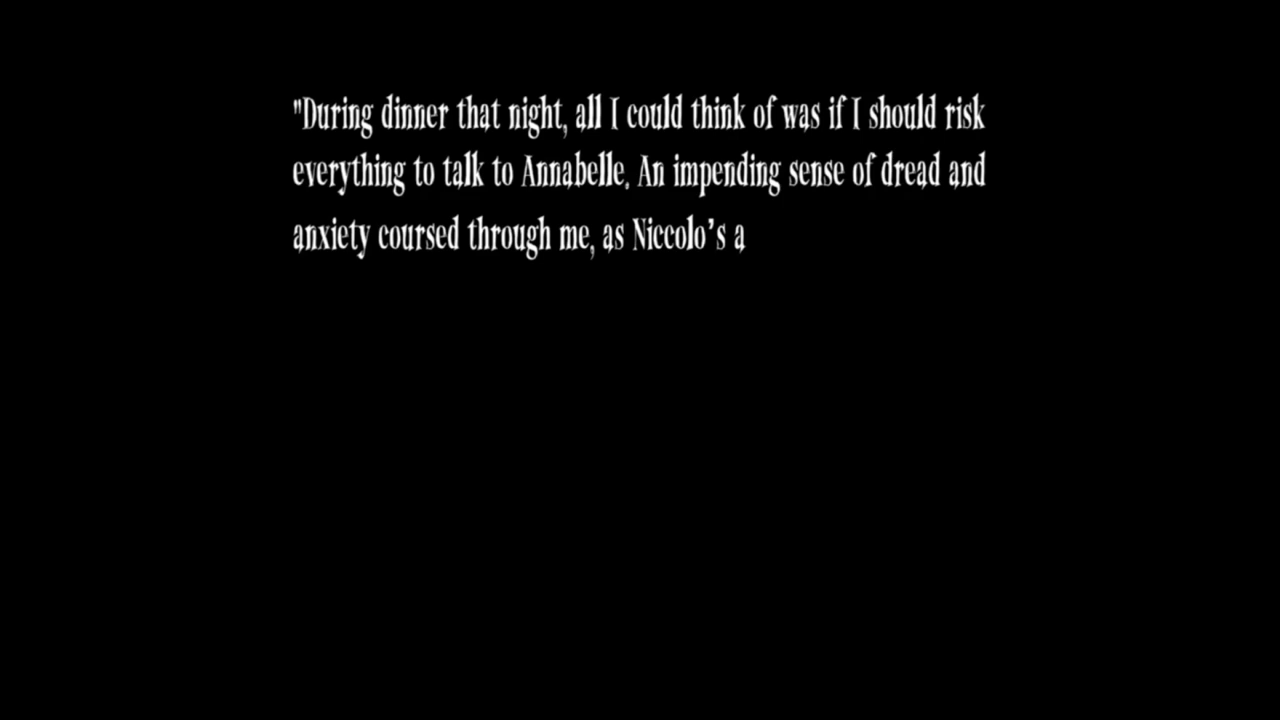 "During dinner that night, all I could think of was if I should risk
everything to talk to Annabelle. An impending sense of dread and
anxiety coursed through me, as Niccolo's a